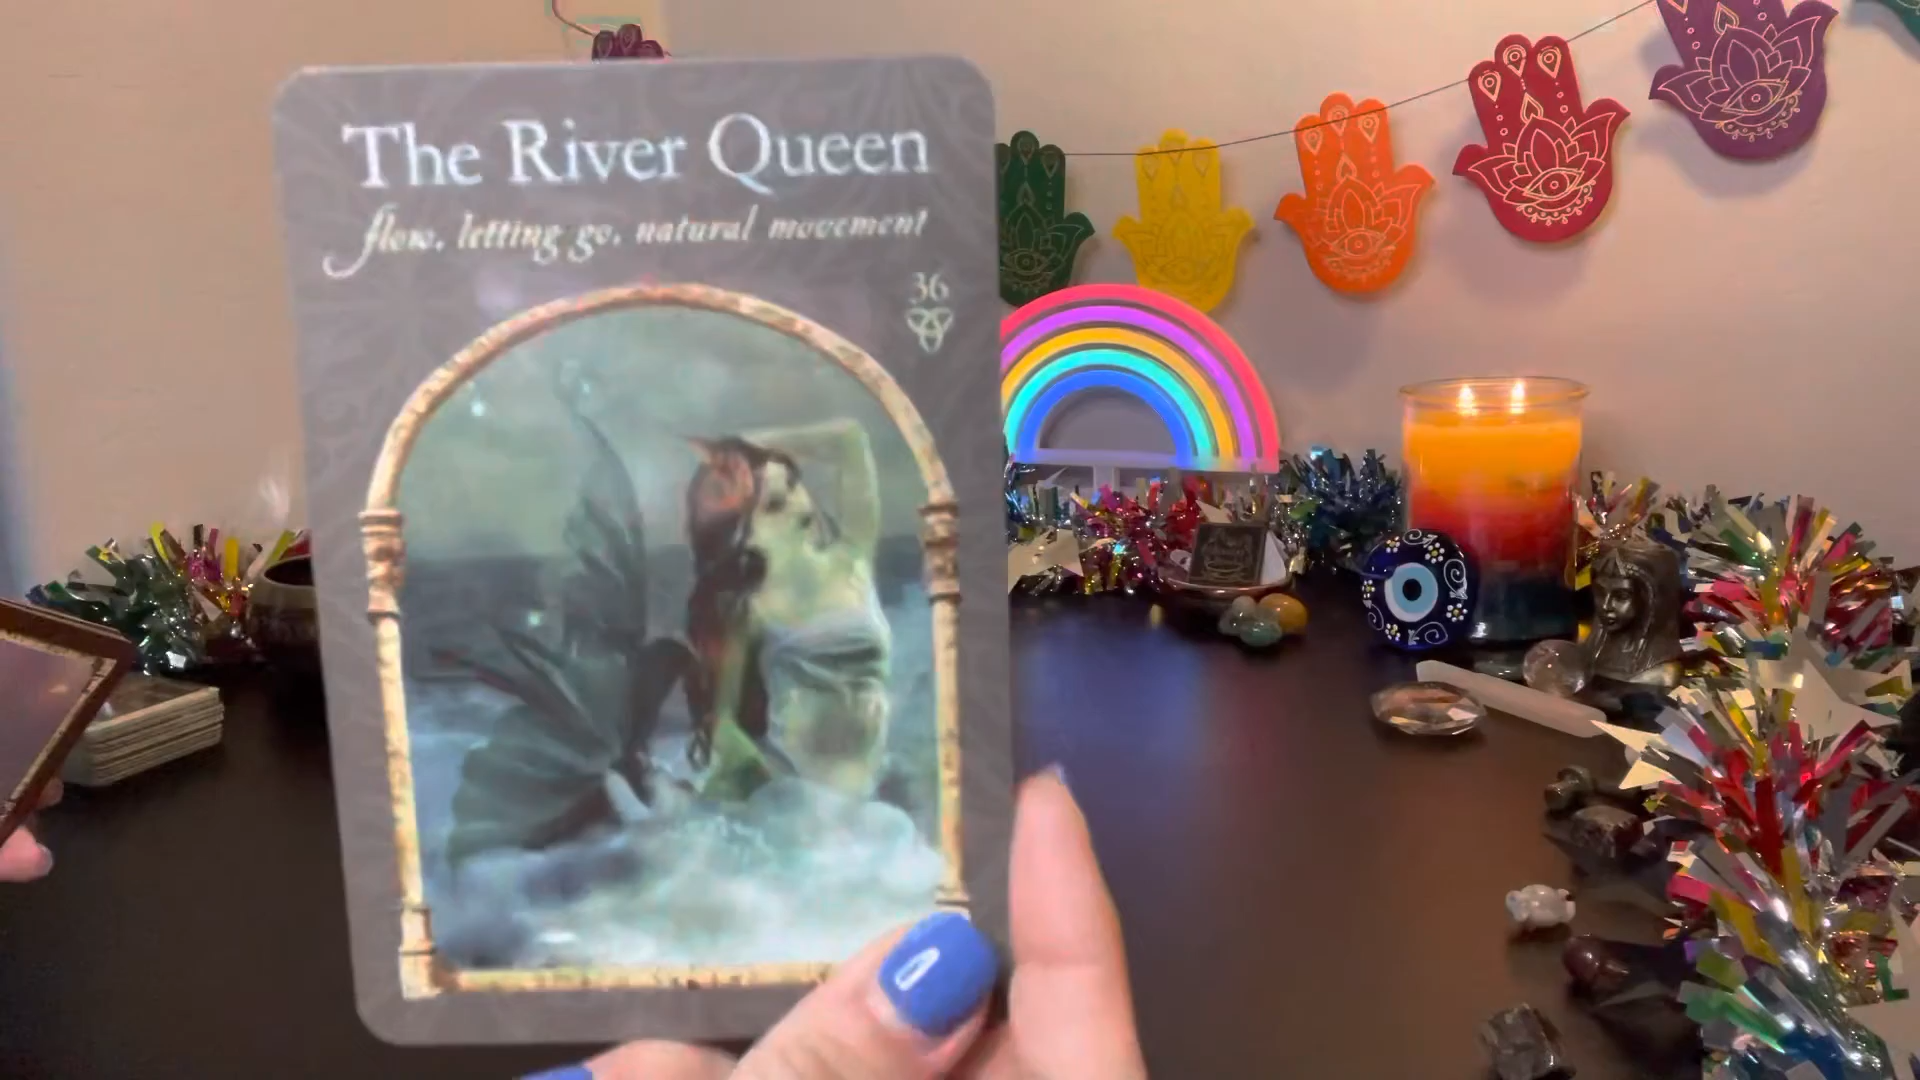 The River Queen
flow, letting go, natural movement
36